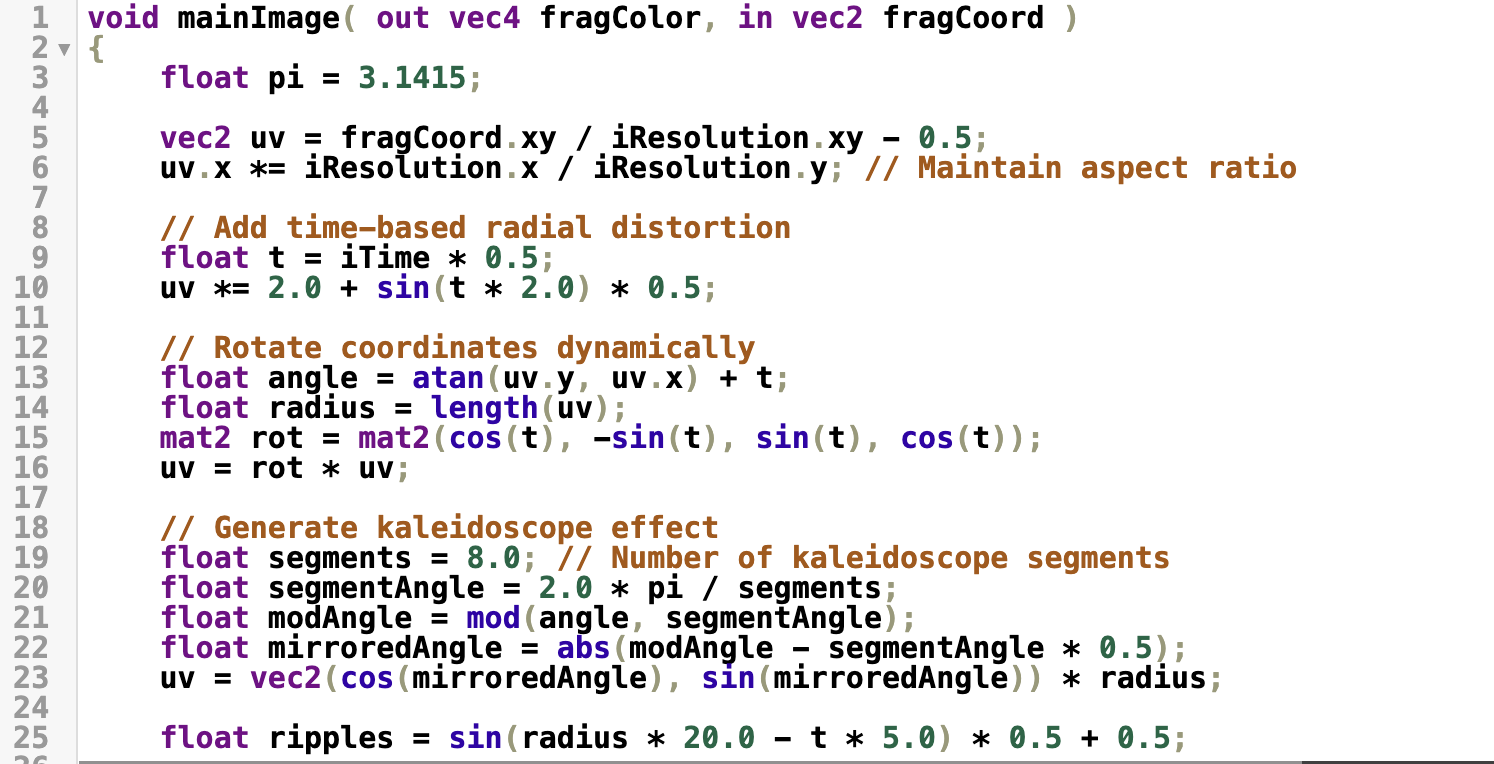 1 void mainImage( out vec4 fragColor, in vec2 fragCoord )
2 ▼ {
3     float pi = 3.1415;
4
5     vec2 uv = fragCoord.xy / iResolution.xy - 0.5;
6     uv.x *= iResolution.x / iResolution.y; // Maintain aspect ratio
7
8     // Add time-based radial distortion
9     float t = iTime * 0.5;
10     uv *= 2.0 + sin(t * 2.0) * 0.5;
11
12     // Rotate coordinates dynamically
13     float angle = atan(uv.y, uv.x) + t;
14     float radius = length(uv);
15     mat2 rot = mat2(cos(t), -sin(t), sin(t), cos(t));
16     uv = rot * uv;
17
18     // Generate kaleidoscope effect
19     float segments = 8.0; // Number of kaleidoscope segments
20     float segmentAngle = 2.0 * pi / segments;
21     float modAngle = mod(angle, segmentAngle);
22     float mirroredAngle = abs(modAngle - segmentAngle * 0.5);
23     uv = vec2(cos(mirroredAngle), sin(mirroredAngle)) * radius;
24
25     float ripples = sin(radius * 20.0 - t * 5.0) * 0.5 + 0.5;